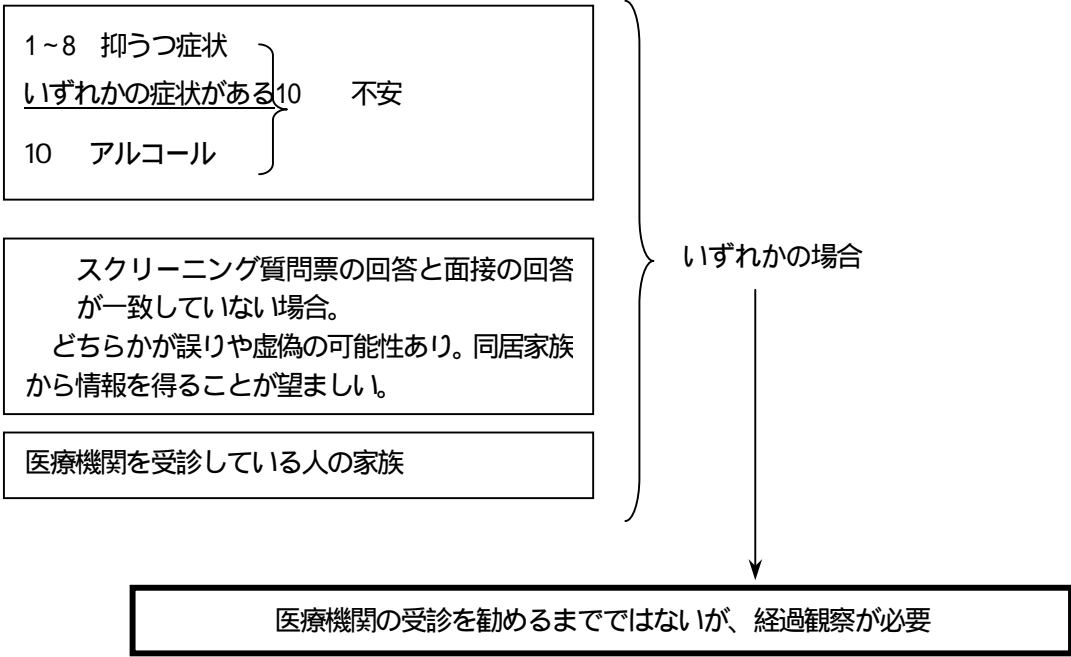 1~8 抑うつ症状
いずれかの症状がある10 不安
10 アルコール
スクリーニング質問票の回答と面接の回答
が一致していない場合。
どちらかが誤りや虚偽の可能性あり。同居家族
から情報を得ることが望ましい。
医療機関を受診している人の家族
いずれかの場合
医療機関の受診を勧めるまでではないが、経過観察が必要